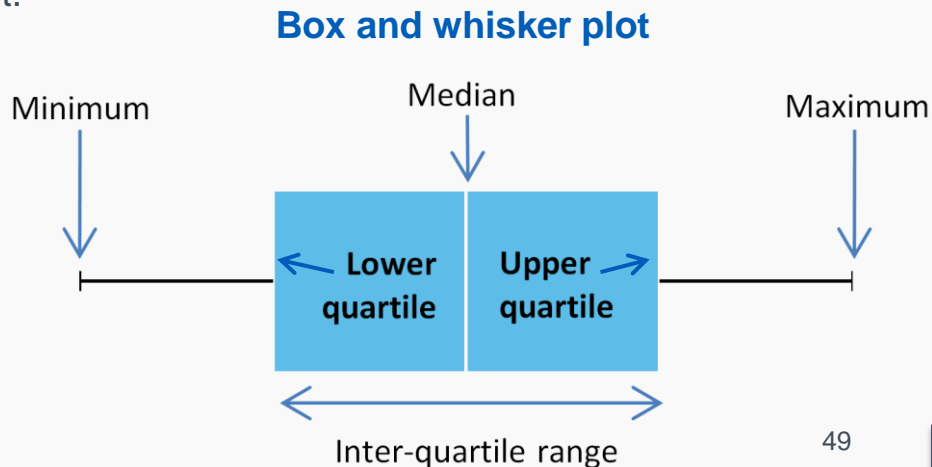 t.
Box and whisker plot
Minimum
Median
Maximum
Lower
quartile
Upper
quartile
Inter-quartile range
49